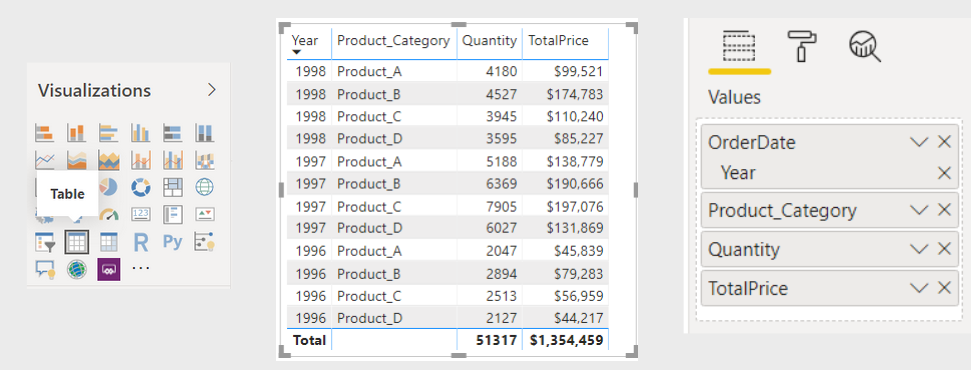 Visualizations
123
Table
R Py
Year Product_Category Quantity TotalPrice
1998 Product_A 4180 $99,521
1998 Product_B 4527 $174,783
1998 Product_C 3945 $110,240
1998 Product_D 3595 $85,227
1997 Product_A 5188 $138,779
1997 Product_B 6369 $190,666
1997 Product_C 7905 $197,076
1997 Product_D 6027 $131,869
1996 Product_A 2047 $45,839
1996 Product_B 2894 $79,283
1996 Product_C 2513 $56,959
1996 Product_D 2127 $44,217
Total 51317 $1,354,459
Values
OrderDate
Year
Product_Category
Quantity
TotalPrice